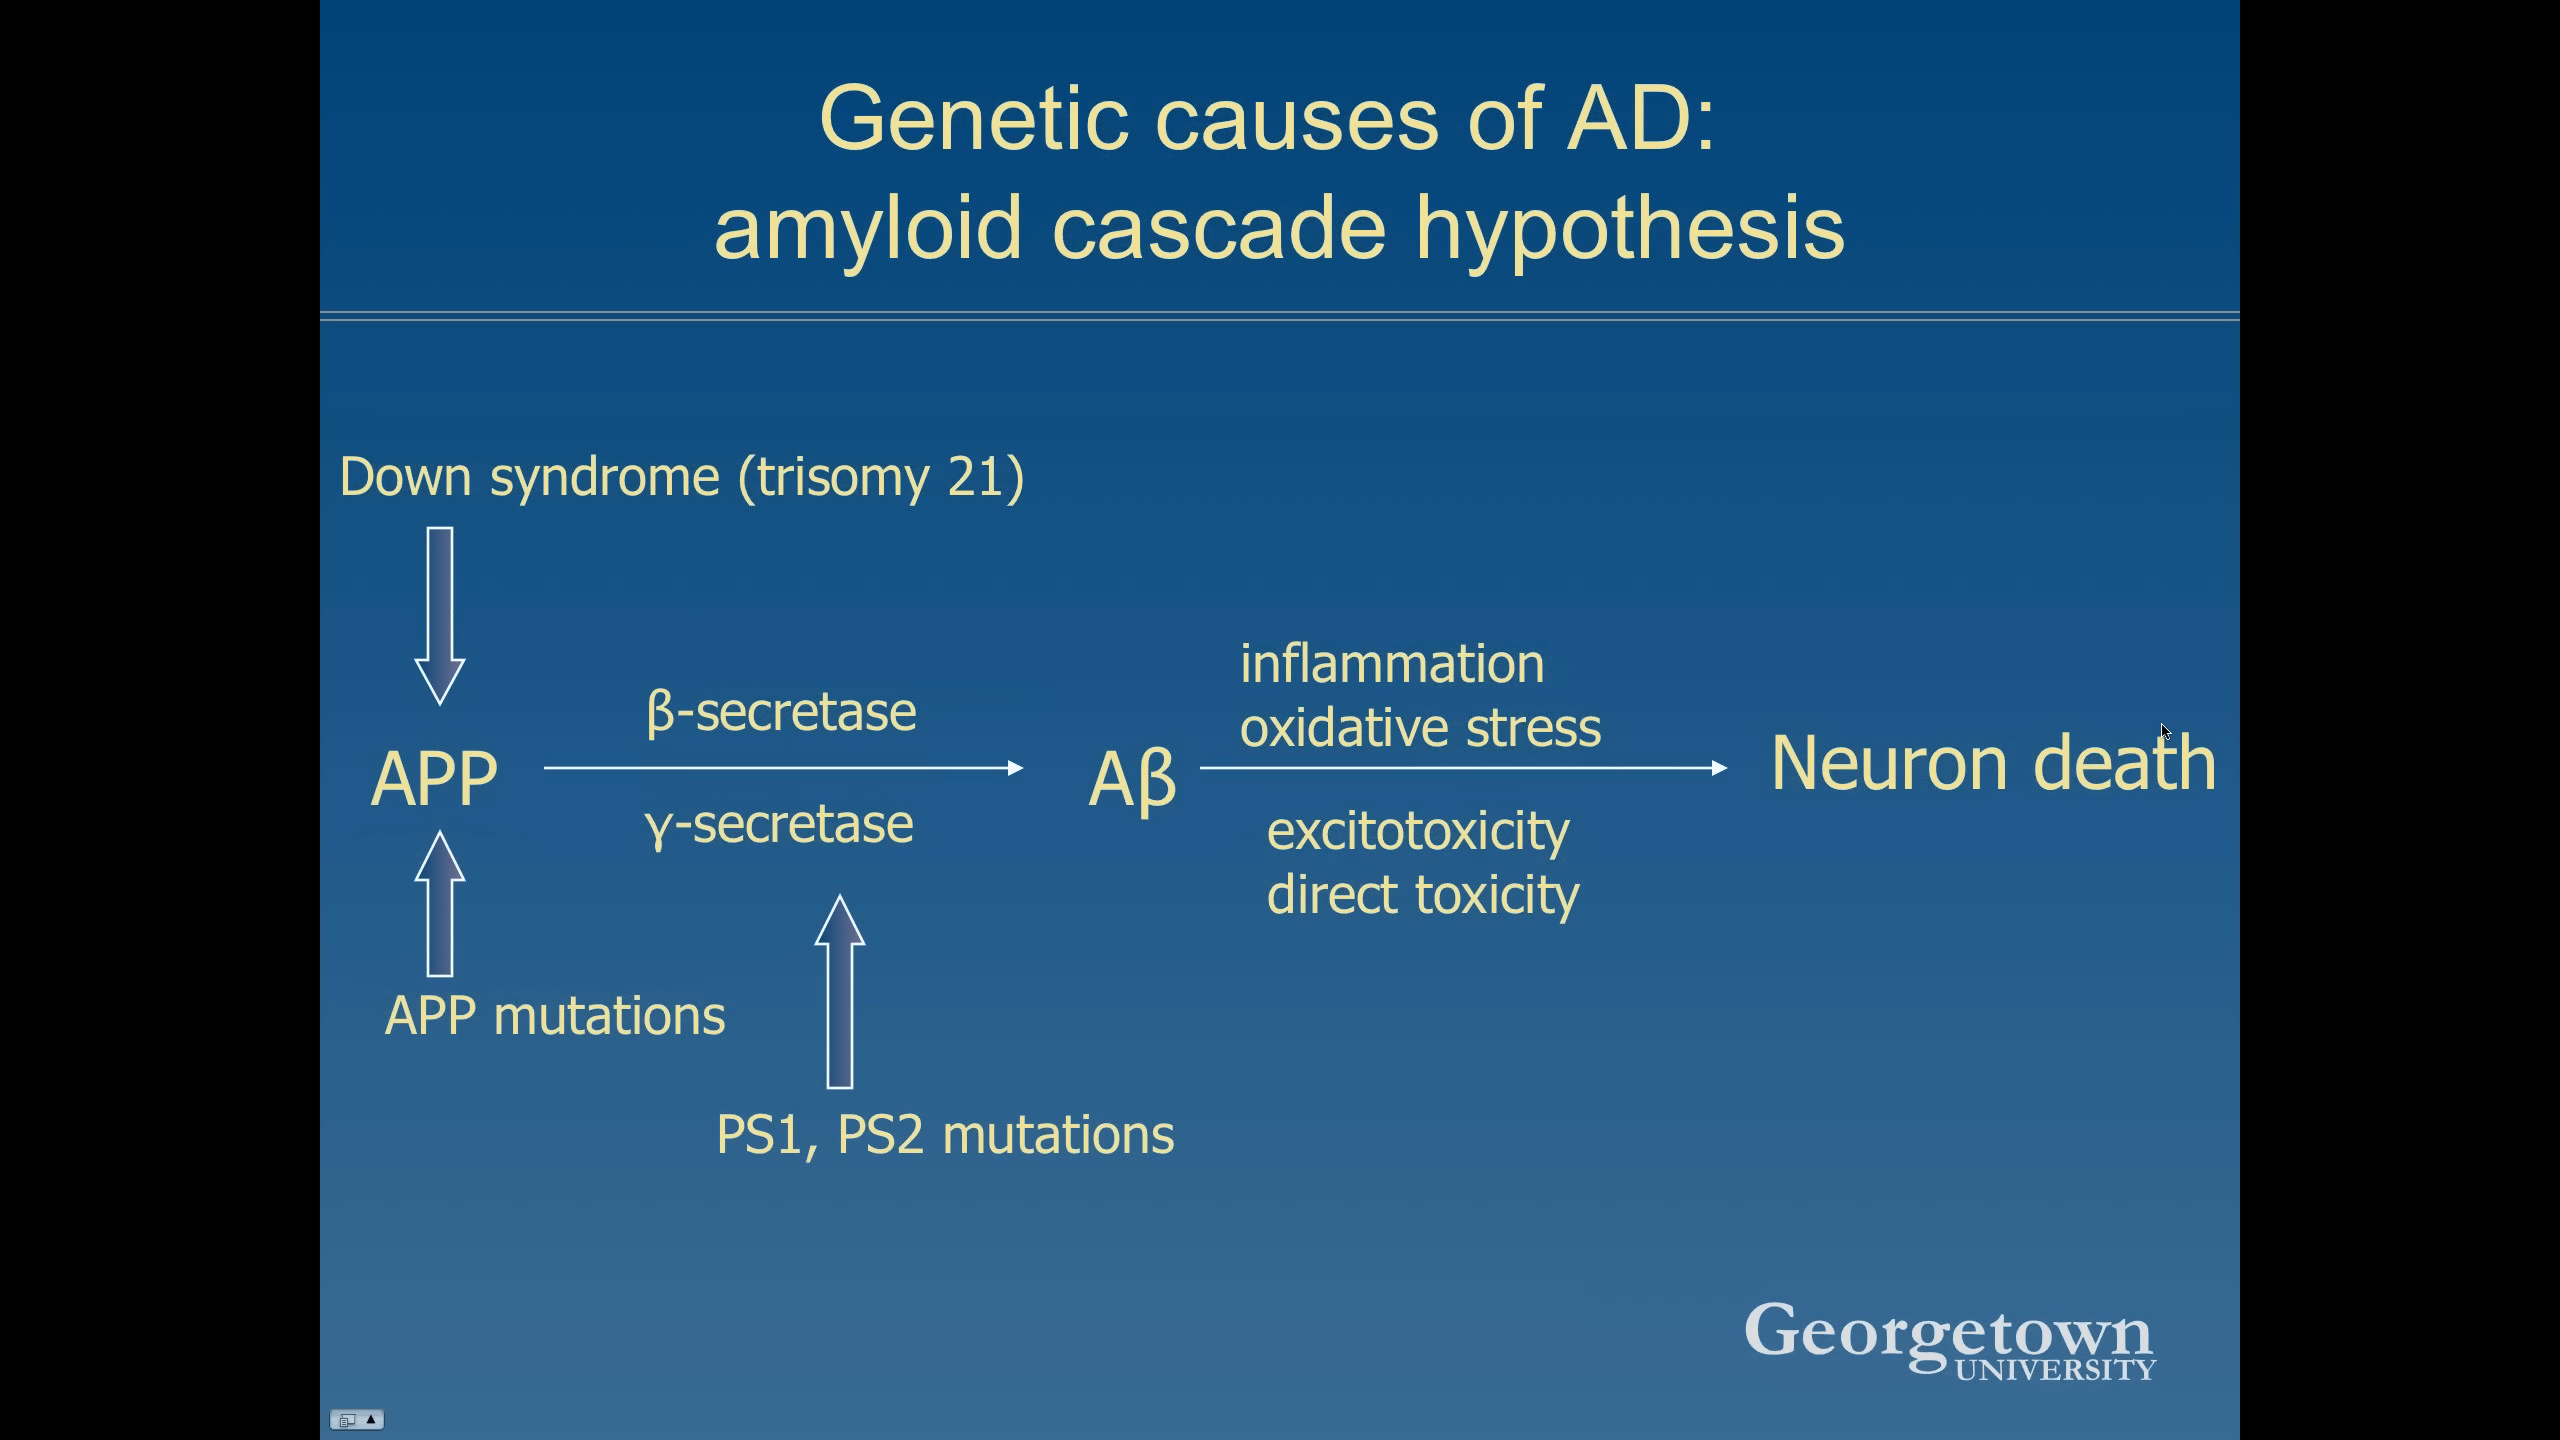 Genetic causes of AD:
amyloid cascade hypothesis
Down syndrome (trisomy 21)
APP
β-secretase
γ-secretase
Aβ
inflammation
oxidative stress
excitotoxicity
direct toxicity
Neuron death
APP mutations
PS1, PS2 mutations
Georgetown
UNIVERSITY